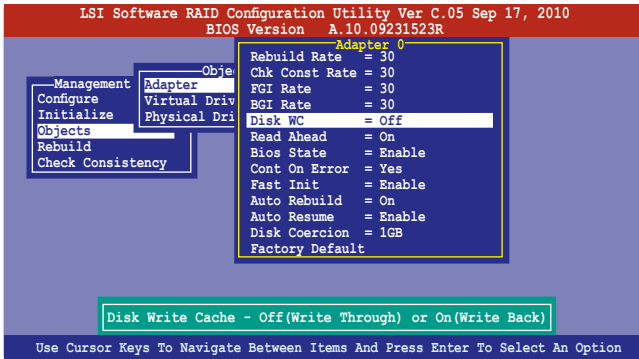 LSI Software RAID Configuration Utility Ver C.05 Sep 17, 2010
BIOS Version A.10.09231523R
Management
Configure
Initialize
Objects
Rebuild
Check Consistency
Obje
Adapter
Virtual Driv
Physical Dri
Adapter 0
Rebuild Rate = 30
Chk Const Rate = 30
FGI Rate = 30
BGI Rate = 30
Disk WC = Off
Read Ahead = On
Bios State = Enable
Cont On Error = Yes
Fast Init = Enable
Auto Rebuild = On
Auto Resume = Enable
Disk Coercion = 1GB
Factory Default
Disk Write Cache - Off(Write Through) or On(Write Back)
Use Cursor Keys To Navigate Between Items And Press Enter To Select An Option